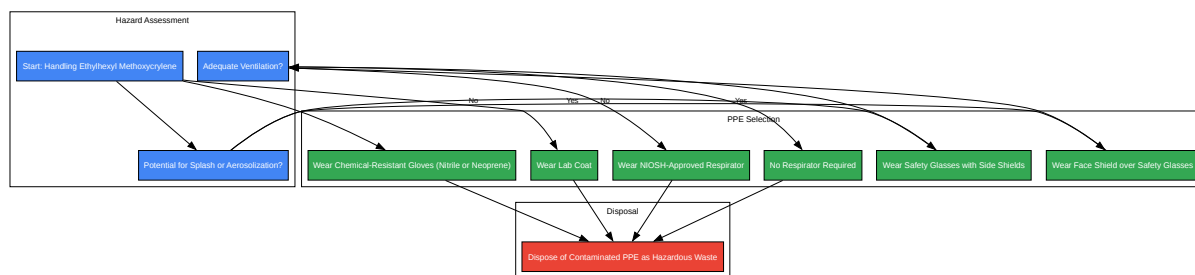 Hazard Assessment
Start: Handling Ethylhexyl Methoxycrylene
Adequate Ventilation?
No
Yes
No
Yes
PPE Selection
Potential for Splash or Aerosolization?
Wear Chemical-Resistant Gloves (Nitrile or Neoprene)
Wear Lab Coat
Wear NIOSH-Approved Respirator
No Respirator Required
Wear Safety Glasses with Side Shields
Wear Face Shield over Safety Glasses
Disposal
Dispose of Contaminated PPE as Hazardous Waste